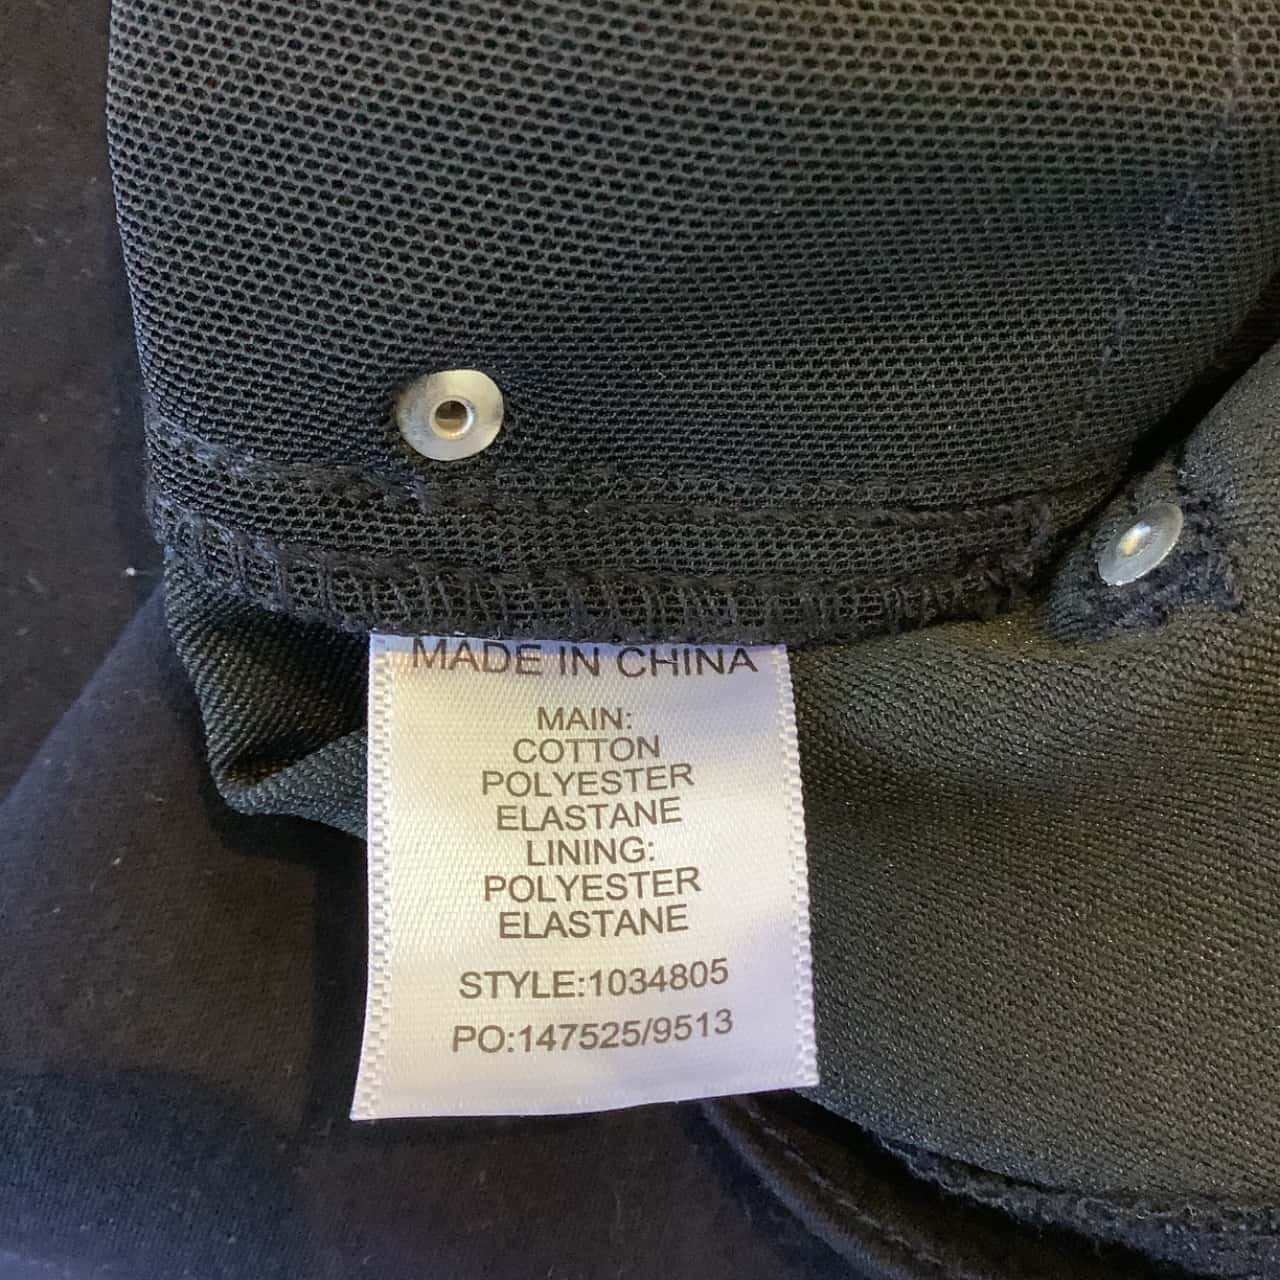 MADE IN CHINA
MAIN:
COTTON
POLYESTER
ELASTANE
LINING:
POLYESTER
ELASTANE
STYLE:1034805
PO:147525/9513